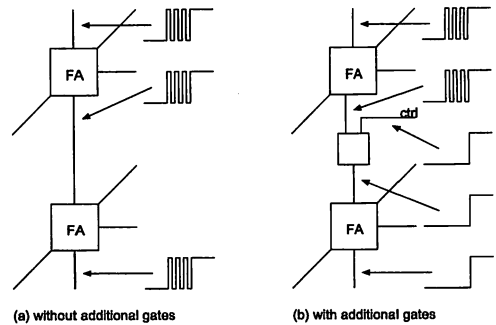 FA
FA
ctrl
FA
FA
(a) without additional gates
(b) with additional gates